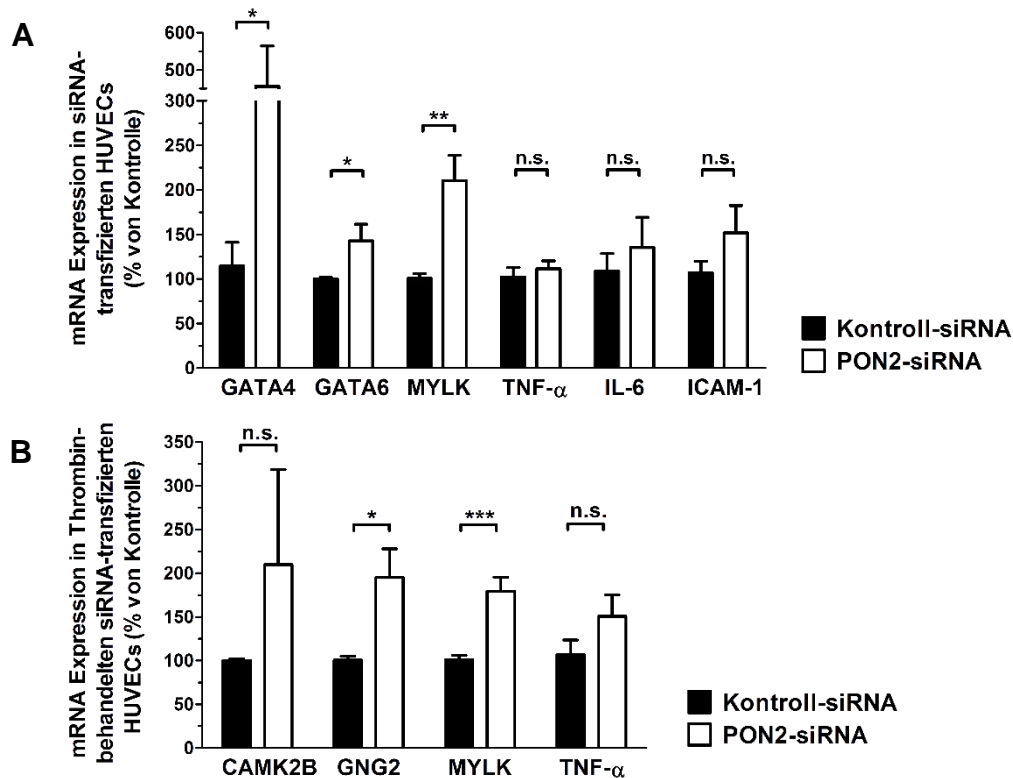 A
mRNA Expression in siRNA-
transfizierten HUVECs
(% von Kontrolle)
600
500
300
250
200
150
100
50
0
*
*
**
n.s.
n.s.
n.s.
GATA4
GATA6
MYLK
TNF-α
IL-6
ICAM-1
Kontroll-siRNA
PON2-siRNA
B
mRNA Expression in Thrombin-
behandelten siRNA-transfizierten
HUVECs (% von Kontrolle)
350
300
250
200
150
100
50
0
n.s.
*
***
n.s.
CAMK2B
GNG2
MYLK
TNF-α
Kontroll-siRNA
PON2-siRNA